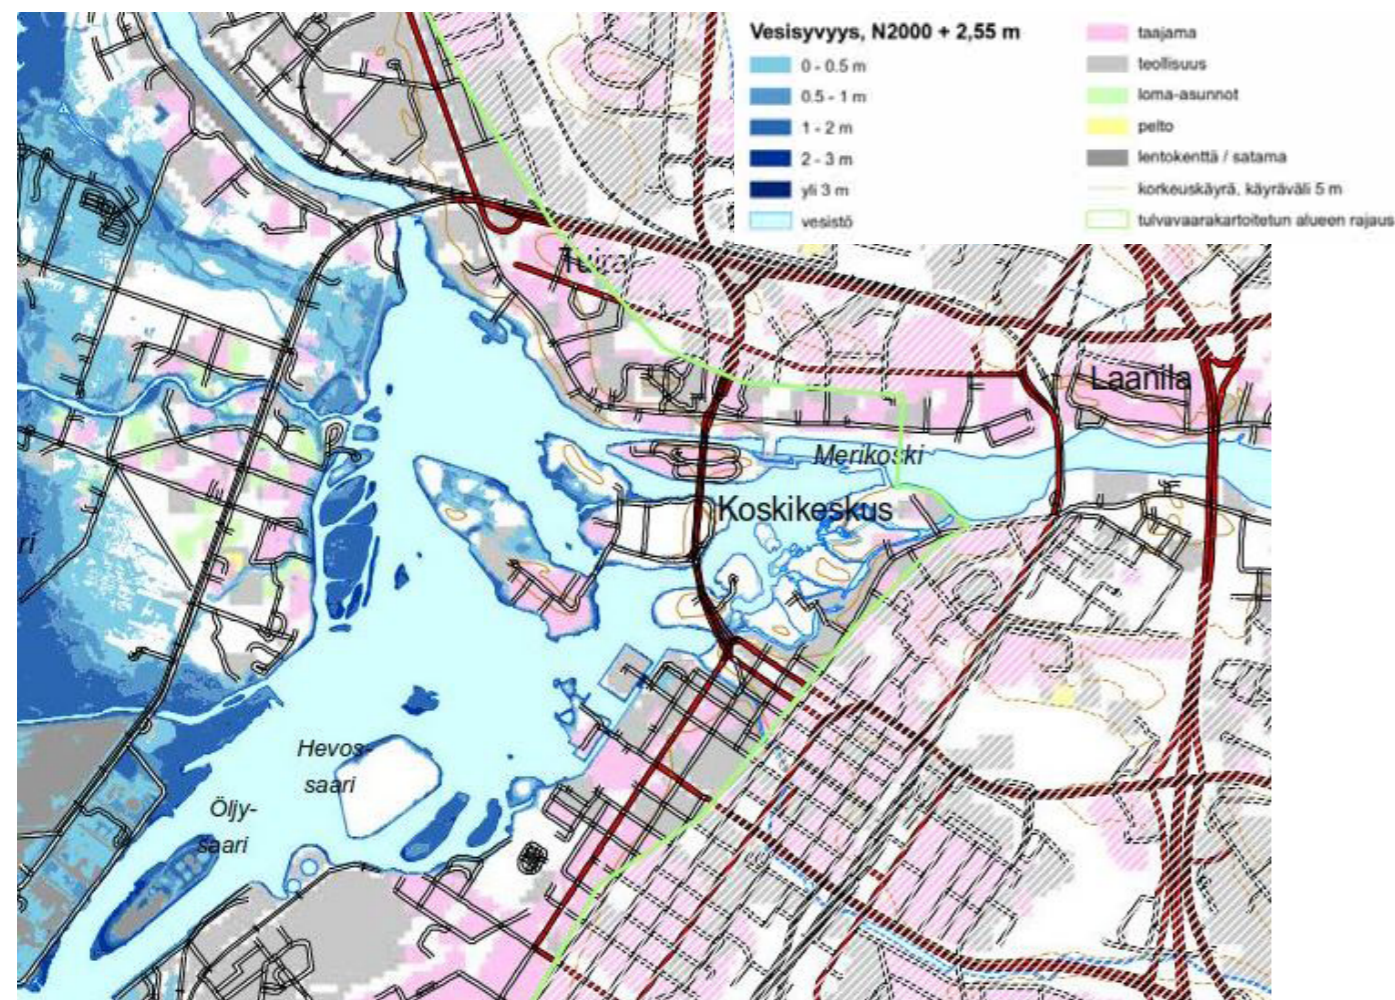 Vesisyvyys, N2000 + 2,55 m
0 - 0.5 m
0.5 - 1 m
1 - 2 m
2 - 3 m
yli 3 m
vesistö
taajama
teollisuus
loma-asunnot
pelto
lentokenttä / satama
korkeuskäyrä, käyräväli 5 m
tulvavaarakartoitetun alueen rajaus
Tuira
Laanila
Merikoski
Koskikeskus
ri
Hevos-
saari
Öljy-
saari